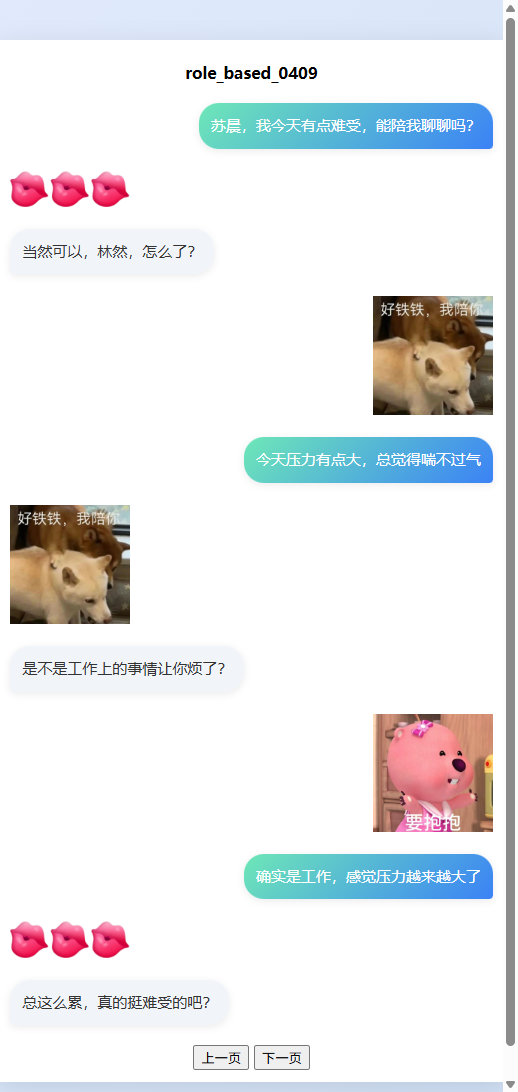 role_based_0409
苏晨，我今天有点难受，能陪我聊聊吗？
当然可以，林然，怎么了？
好铁铁，我陪你
今天压力有点大，总觉得喘不过气
好铁铁，我陪你
是不是工作上的事情让你烦了？
要抱抱
确实是工作，感觉压力越来越大了
总这么累，真的挺难受的吧？
上一页 下一页